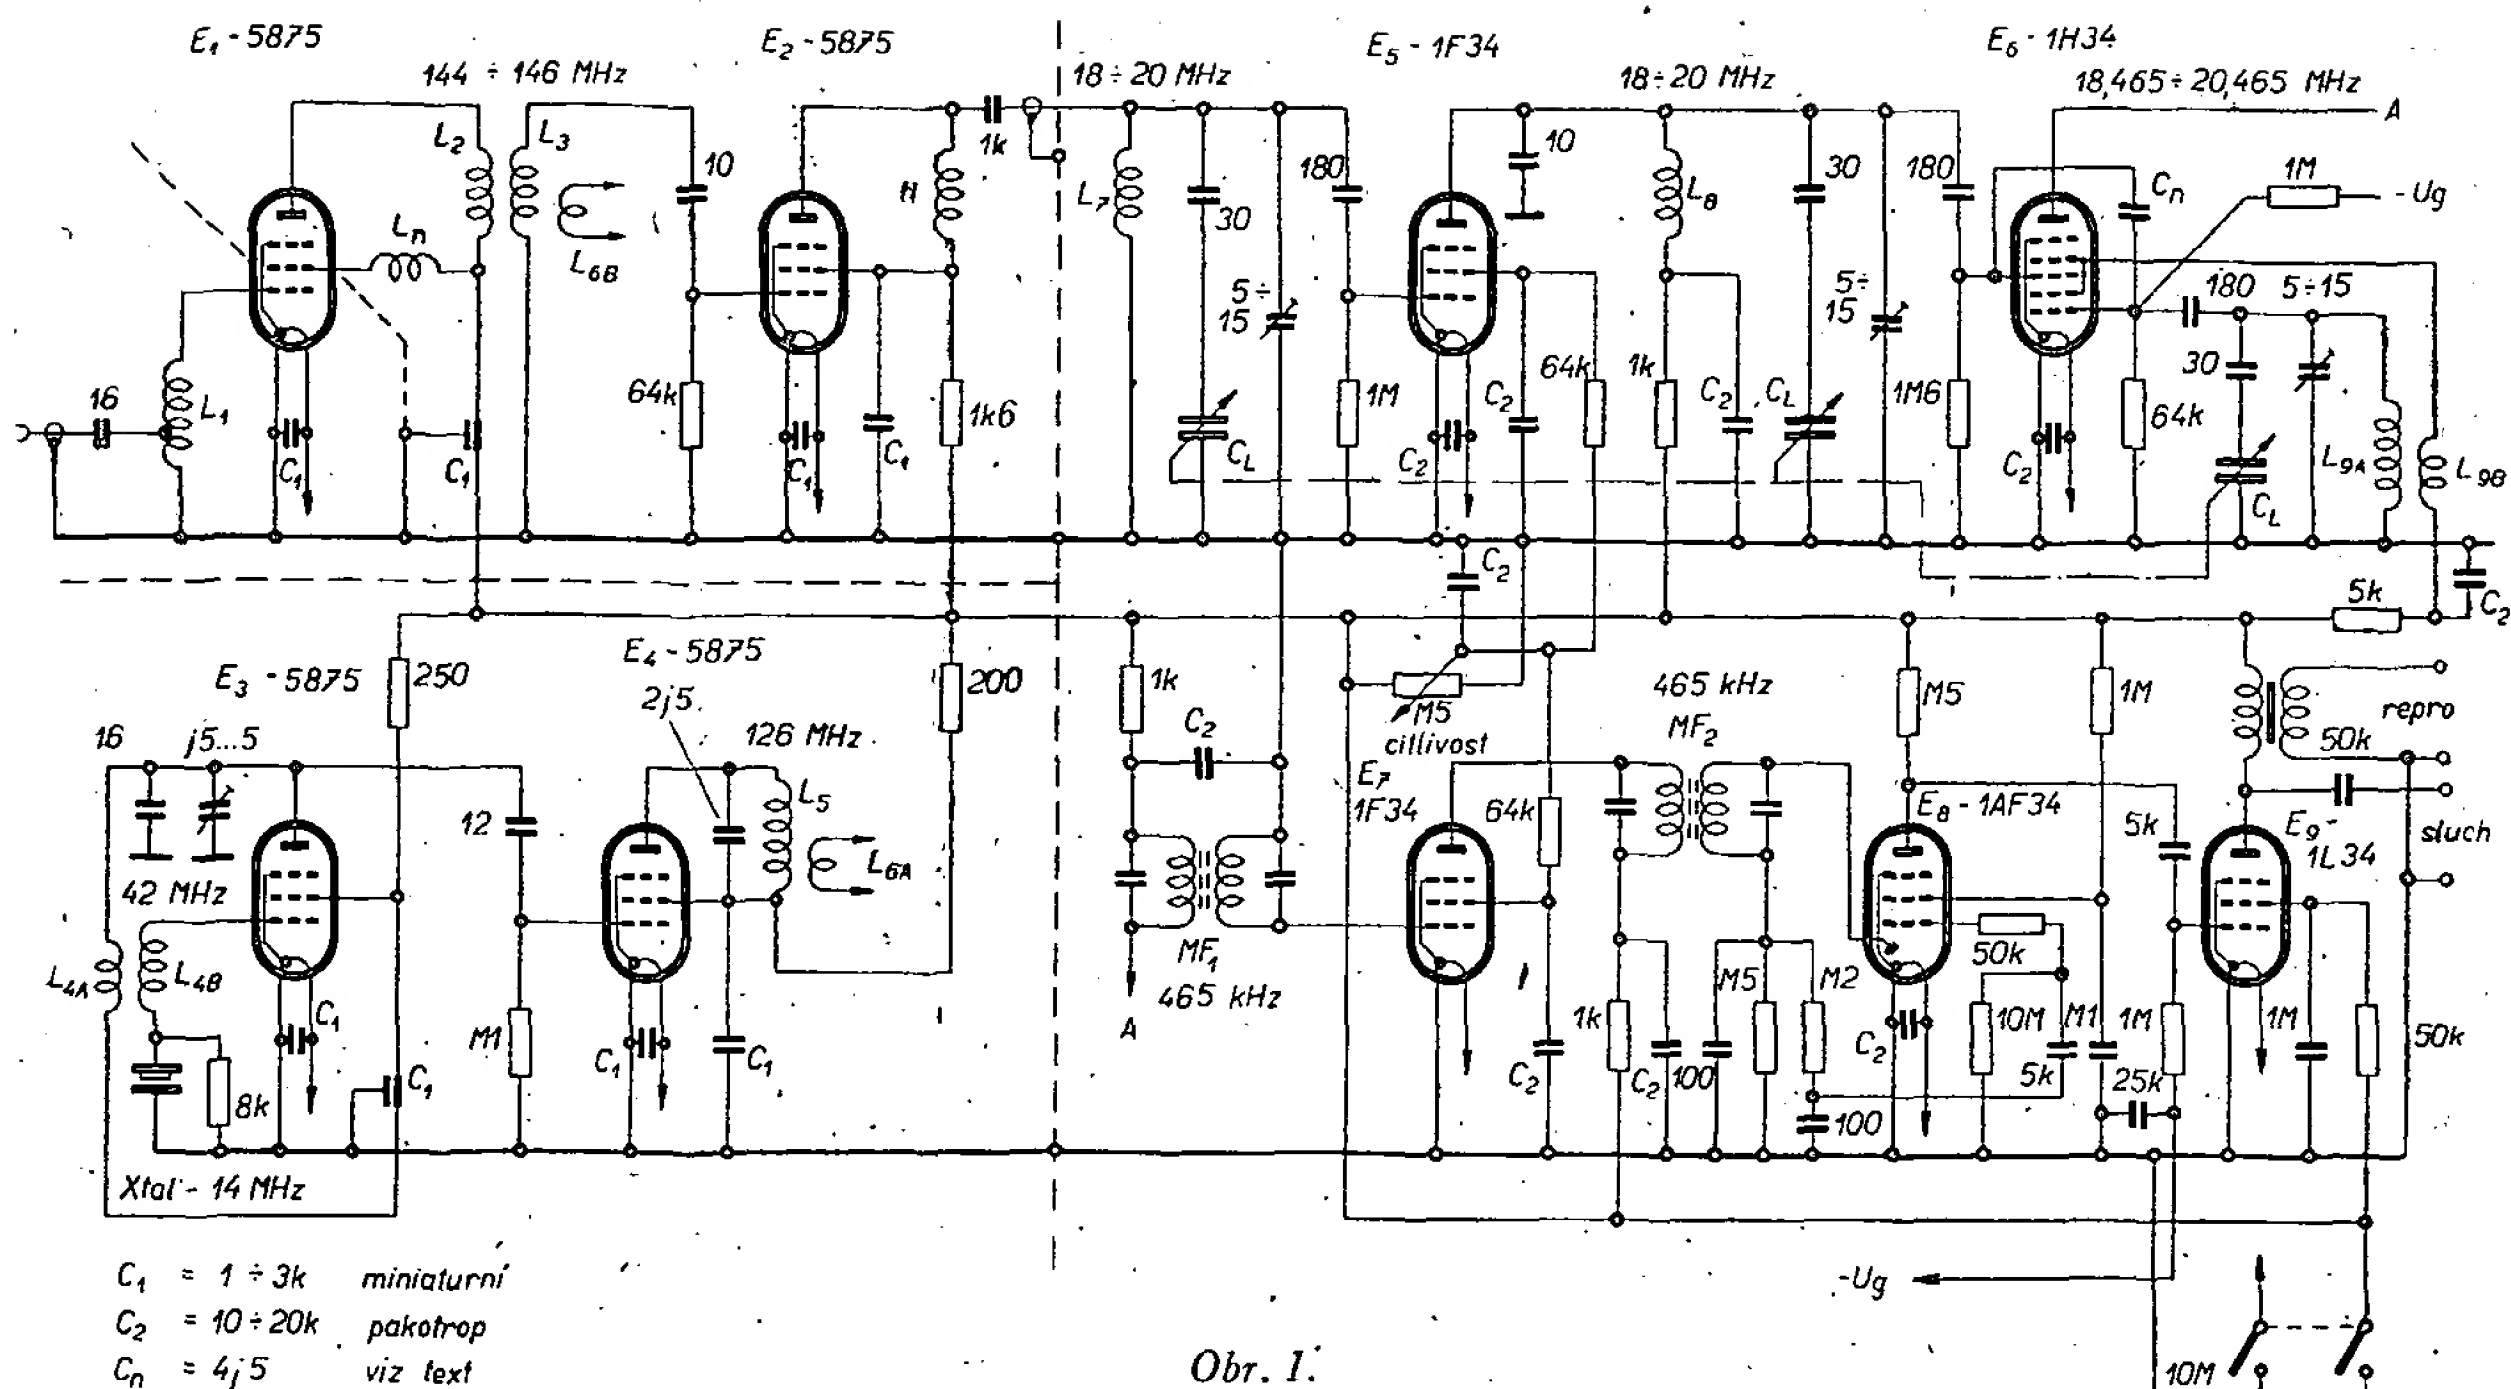 E₁ - 5875
E₂ - 5875
E₅ - 1F34
E₆ - 1H34
144 ÷ 146 MHz
18 ÷ 20 MHz
18 ÷ 20 MHz
18,465 ÷ 20,465 MHz
A
L₂
L₃
10
1k
180
10
30
180
Cₙ
1M
-Ug
Lₙ
L₆B
L₇
30
L₈
5÷
15
5÷
15
180
5÷15
16
L₁
C₁
C₁
64k
C₁
C₁
1k6
C_L
1M
C₂
C₂
64k
1k
C₂
C_L
1M6
C₂
64k
30
C_L
L₉A
L₉B
C₂
5k
C₂
E₃ - 5875
250
E₄ - 5875
2j5
200
1k
C₂
M5
citlivost
465 kHz
MF₂
M5
1M
repro
50k
16
j5...5
126 MHz
L₅
L₆A
12
42 MHz
E₇
1F34
64k
E₈ - 1AF34
5k
E₉ -
1L34
sluch
L₄A
L₄B
MF₁
465 kHz
A
50k
C₁
8k
C₁
M1
C₁
C₁
C₂
1k
C₂
100
M5
M2
100
C₂
10M
5k
M1
25k
1M
1M
50k
Xtal - 14 MHz
C₁ = 1 ÷ 3k miniaturní
C₂ = 10 ÷ 20k pakotrop
Cₙ = 4j5 viz text
-Ug
10M
Obr. 1.